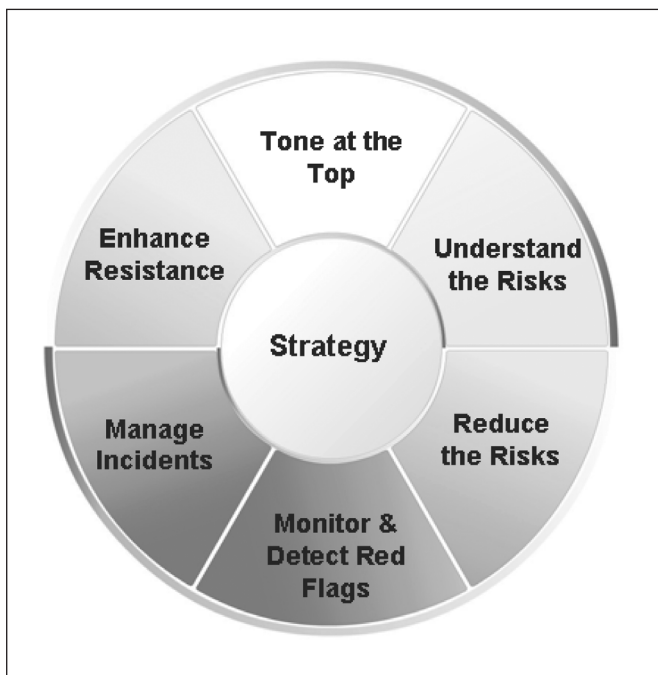 Tone at the
Top
Understand
the Risks
Reduce
the Risks
Monitor &
Detect Red
Flags
Manage
Incidents
Enhance
Resistance
Strategy